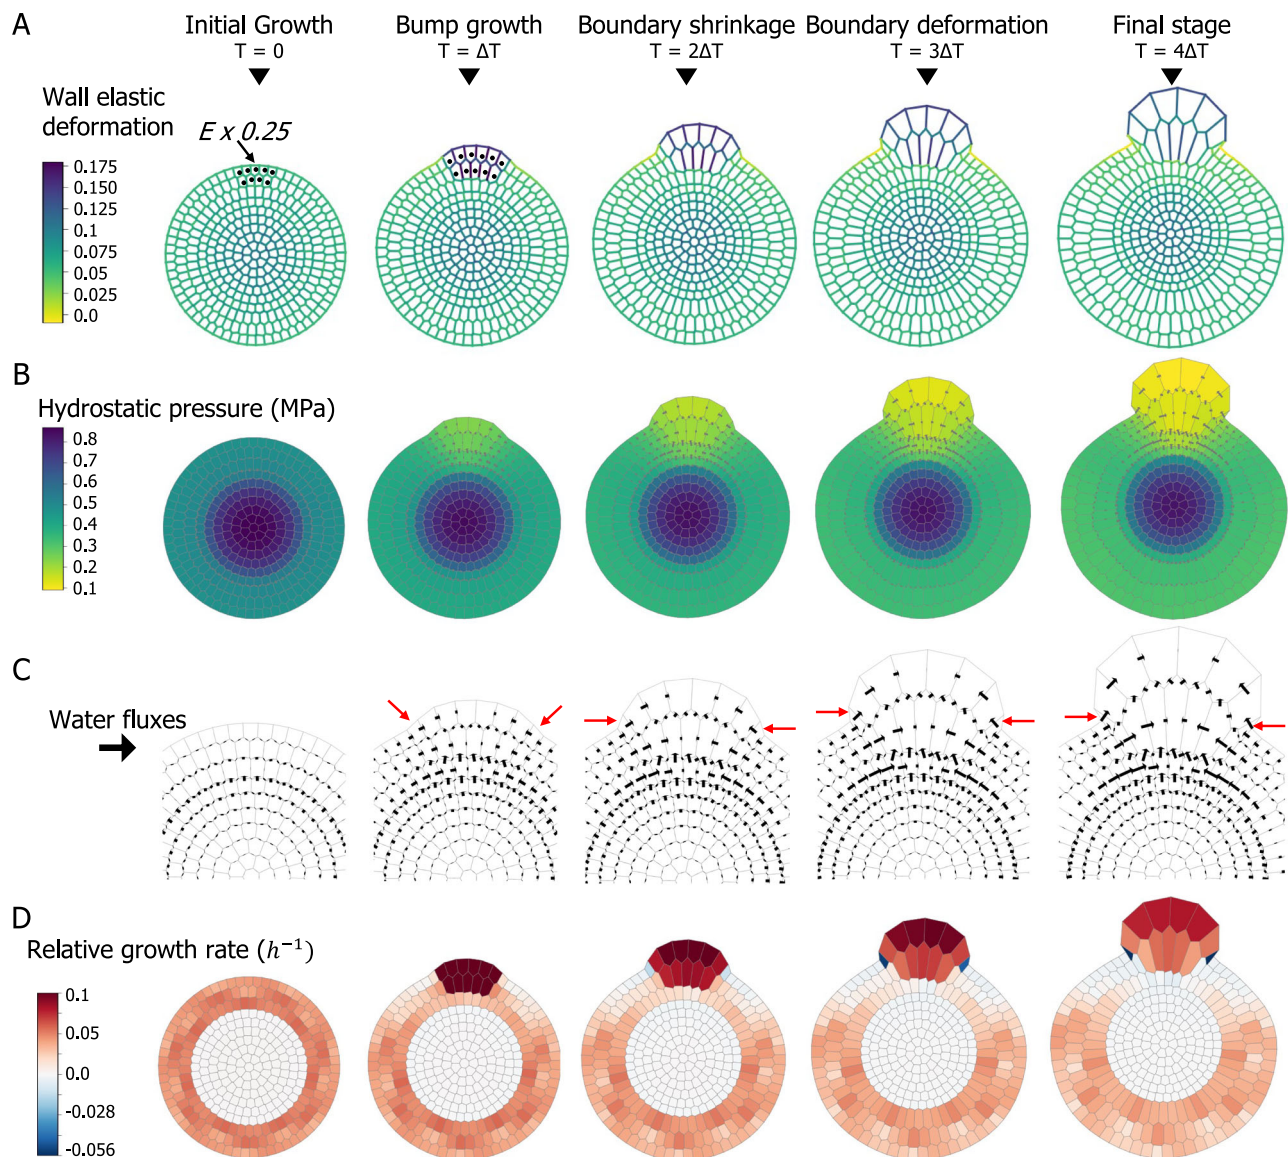 A
Initial Growth
T = 0
Bump growth
T = ΔT
Boundary shrinkage
T = 2ΔT
Boundary deformation
T = 3ΔT
Final stage
T = 4ΔT
Wall elastic
deformation
E x 0.25
0.175
0.150
0.125
0.1
0.075
0.05
0.025
0.0
B
Hydrostatic pressure (MPa)
0.8
0.7
0.6
0.5
0.4
0.3
0.2
0.1
C
Water fluxes
D
Relative growth rate (h⁻¹)
0.1
0.05
0.0
-0.028
-0.056